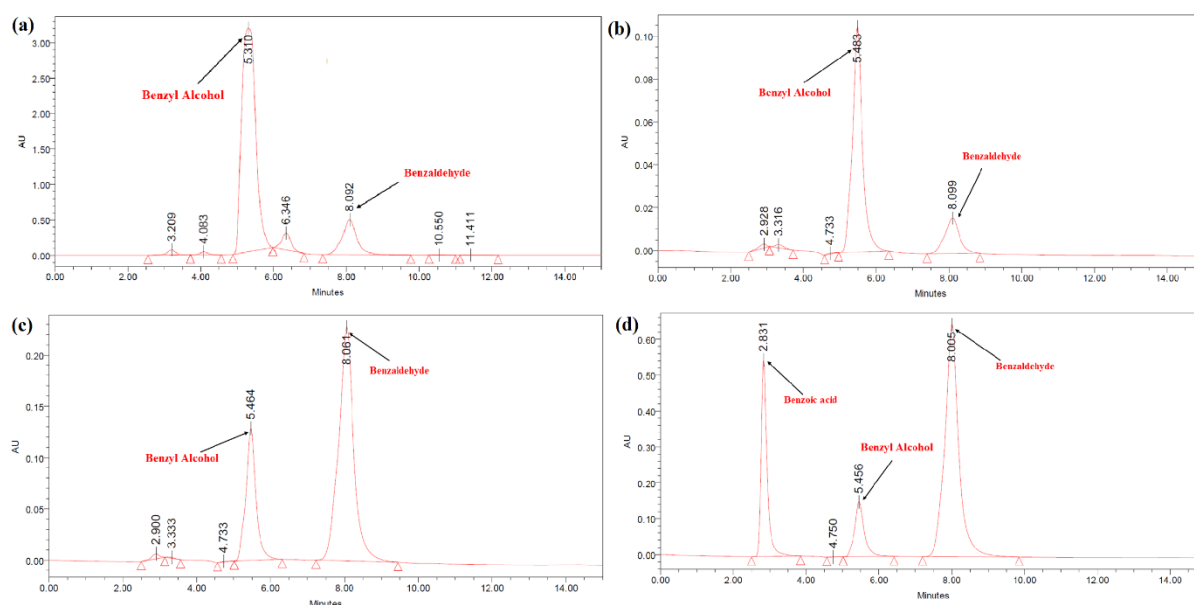 (a)
AU
3.00
2.50
2.00
1.50
1.00
0.50
0.00
3.209
4.083
5.310
6.346
8.092
10.550
11.411
Benzyl Alcohol
Benzaldehyde
0.00 2.00 4.00 6.00 8.00 10.00 12.00 14.00
Minutes
(b)
AU
0.10
0.08
0.06
0.04
0.02
0.00
2.928
3.316
4.733
5.483
8.099
Benzyl Alcohol
Benzaldehyde
0.00 2.00 4.00 6.00 8.00 10.00 12.00 14.00
Minutes
(c)
AU
0.20
0.15
0.10
0.05
0.00
2.900
3.333
4.733
5.464
8.061
Benzyl Alcohol
Benzaldehyde
0.00 2.00 4.00 6.00 8.00 10.00 12.00 14.00
Minutes
(d)
AU
0.60
0.40
0.20
0.00
2.831
4.750
5.456
8.005
Benzoic acid
Benzyl Alcohol
Benzaldehyde
0.00 2.00 4.00 6.00 8.00 10.00 12.00 14.00
Minutes